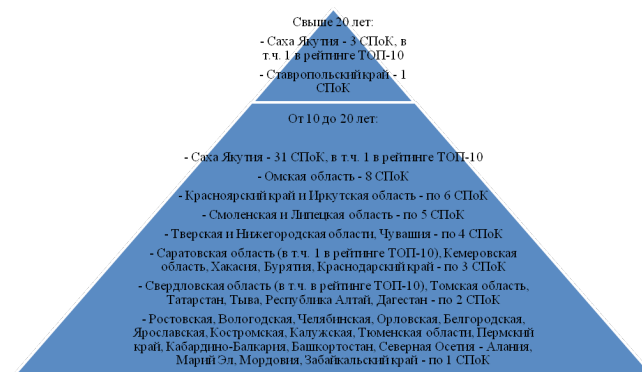 Свыше 20 лет:
- Саха Якутия - 3 СПоК, в
т.ч. 1 в рейтинге ТОП-10
- Ставропольский край - 1
СПоК
От 10 до 20 лет:
- Саха Якутия - 31 СПоК, в т.ч. 1 в рейтинге ТОП-10
- Омская область - 8 СПоК
- Красноярский край и Иркутская область - по 6 СПоК
- Смоленская и Липецкая область - по 5 СПоК
- Тверская и Нижегородская области, Чувашия - по 4 СПоК
- Саратовская область (в т.ч. 1 в рейтинге ТОП-10), Кемеровская
область, Хакасия, Бурятия, Краснодарский край - по 3 СПоК
- Свердловская область (в т.ч. в рейтинге ТОП-10), Томская область,
Татарстан, Тыва, Республика Алтай, Дагестан - по 2 СПоК
- Ростовская, Вологодская, Челябинская, Орловская, Белгородская,
Ярославская, Костромская, Калужская, Тюменская области, Пермский
край, Кабардино-Балкария, Башкортостан, Северная Осетия - Алания,
Марий Эл, Мордовия, Забайкальский край - по 1 СПоК